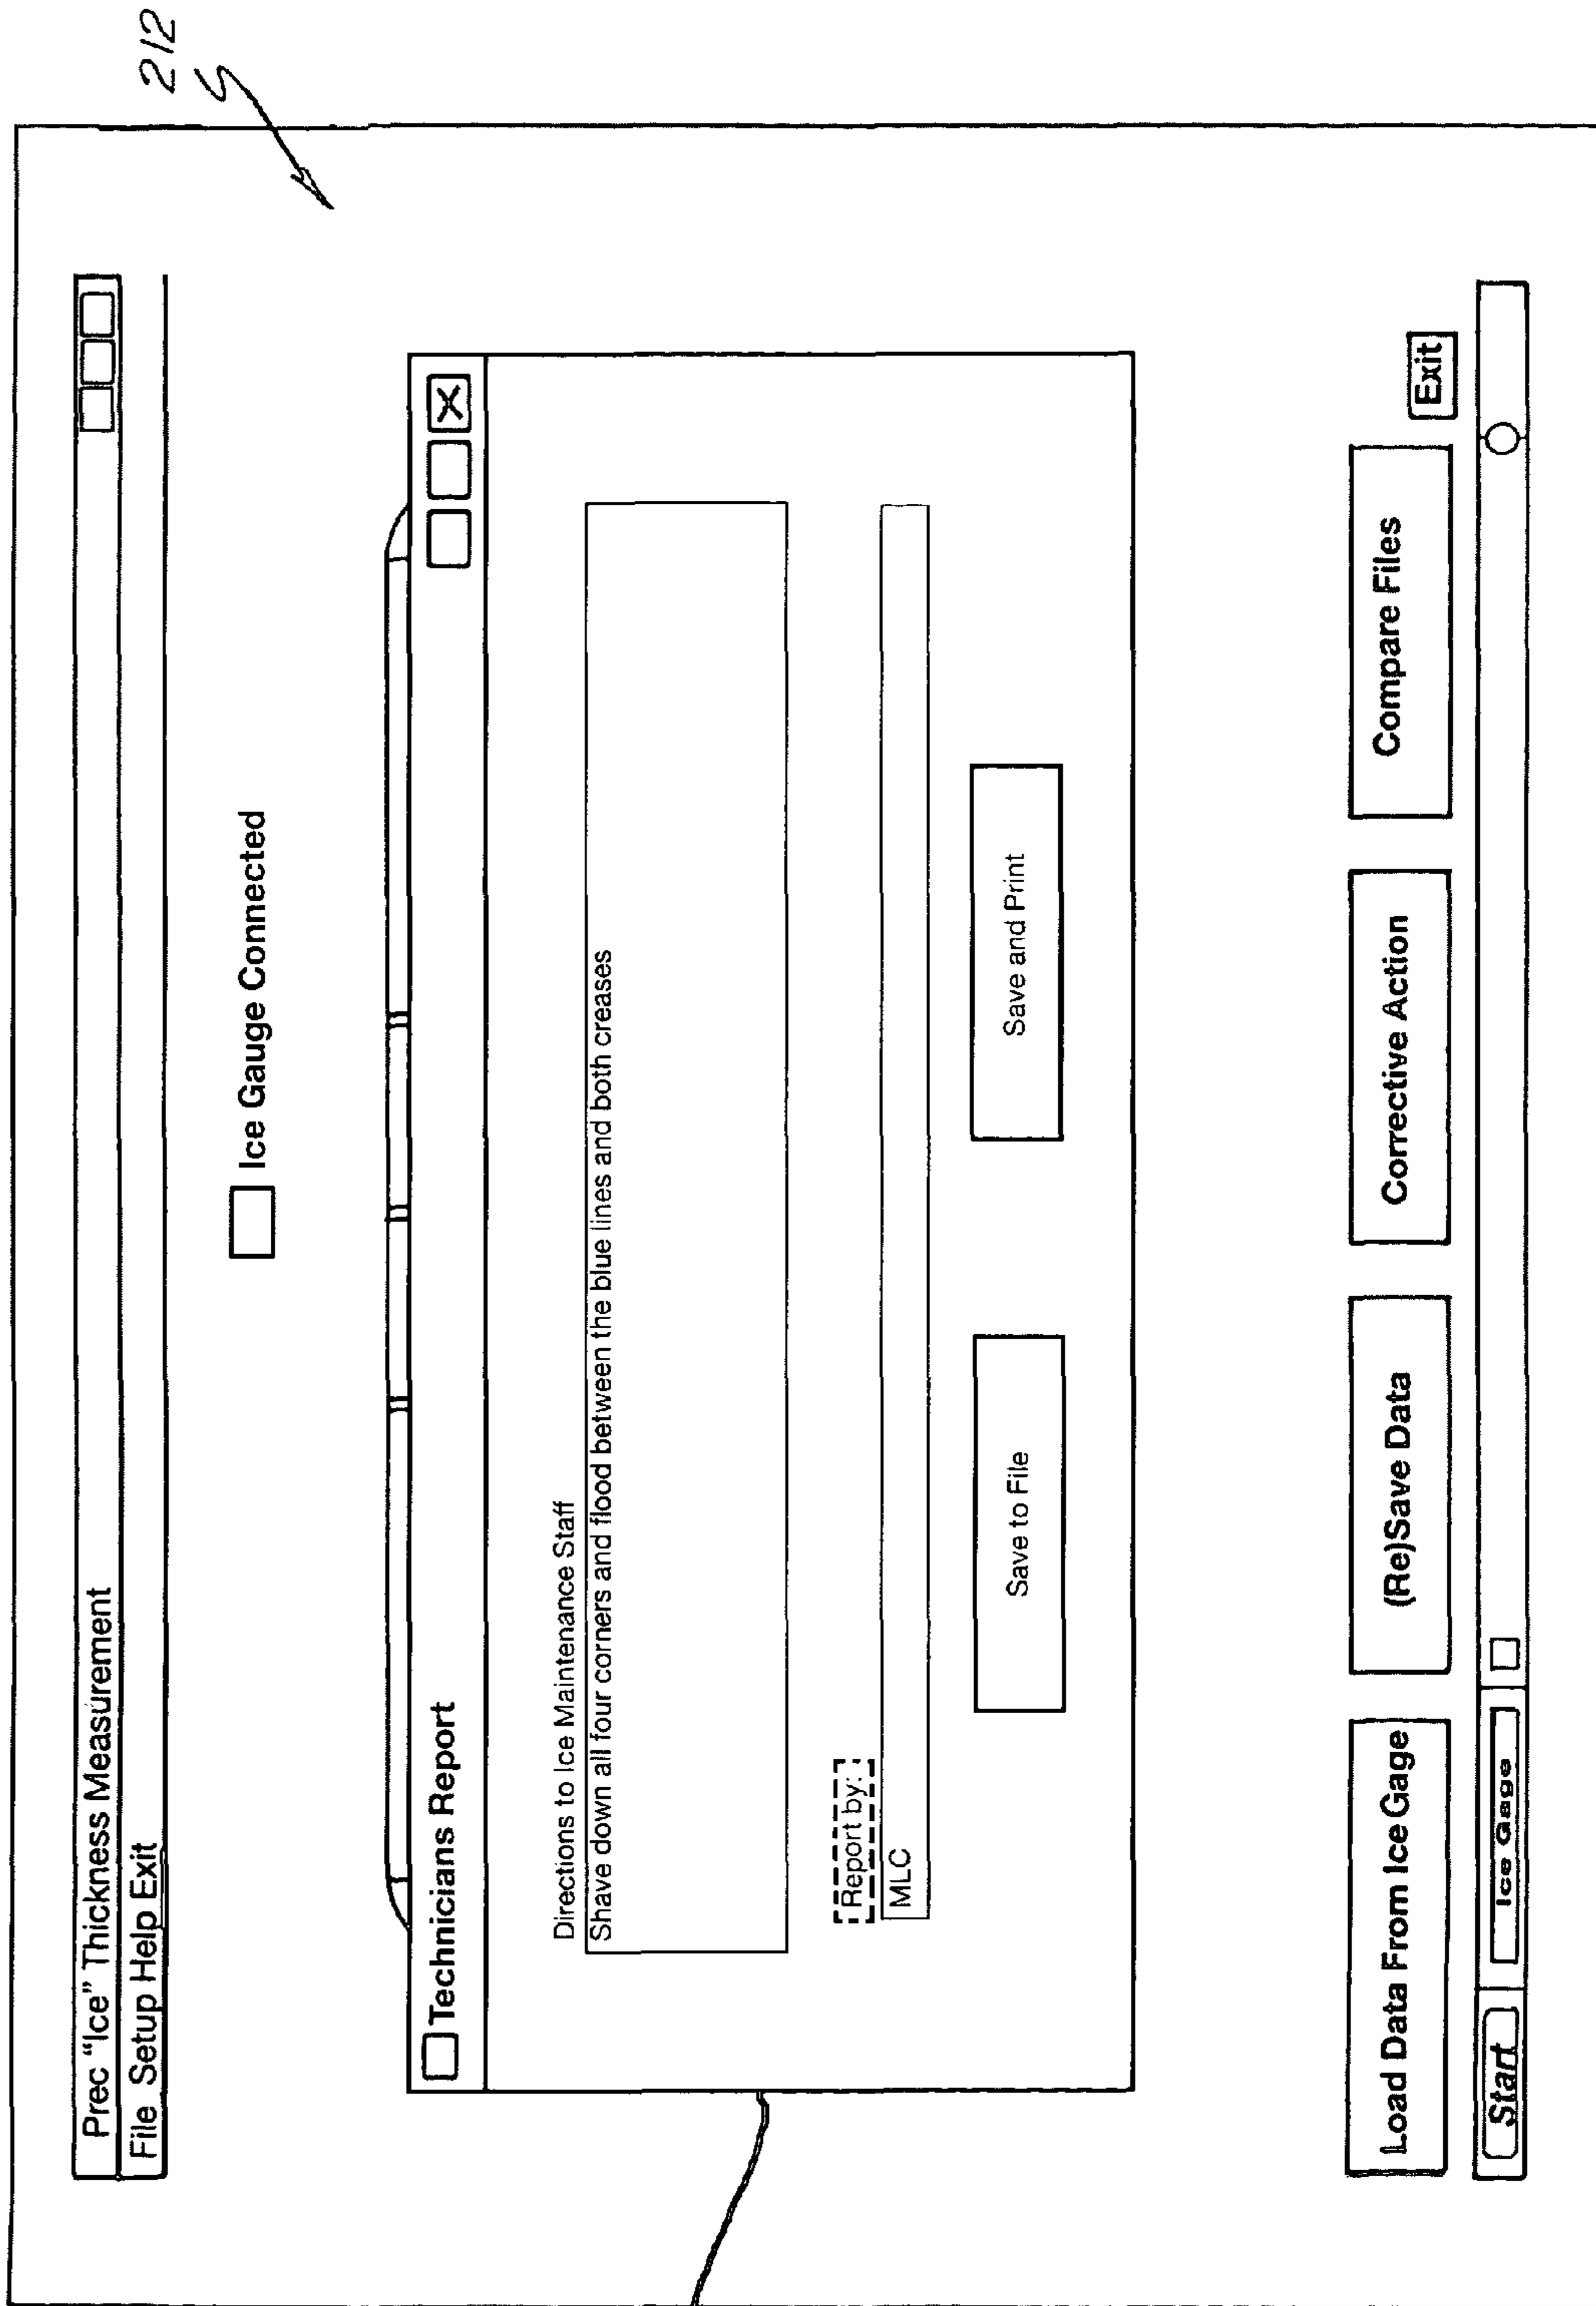 212
Prec "Ice" Thickness Measurement
File Setup Help Exit
Ice Gauge Connected
Technicians Report
X
Directions to Ice Maintenance Staff
Shave down all four corners and flood between the blue lines and both creases
Report by:
MLC
Save to File
Save and Print
Load Data From Ice Gage
(Re)Save Data
Corrective Action
Compare Files
Exit
Start
Ice Gage